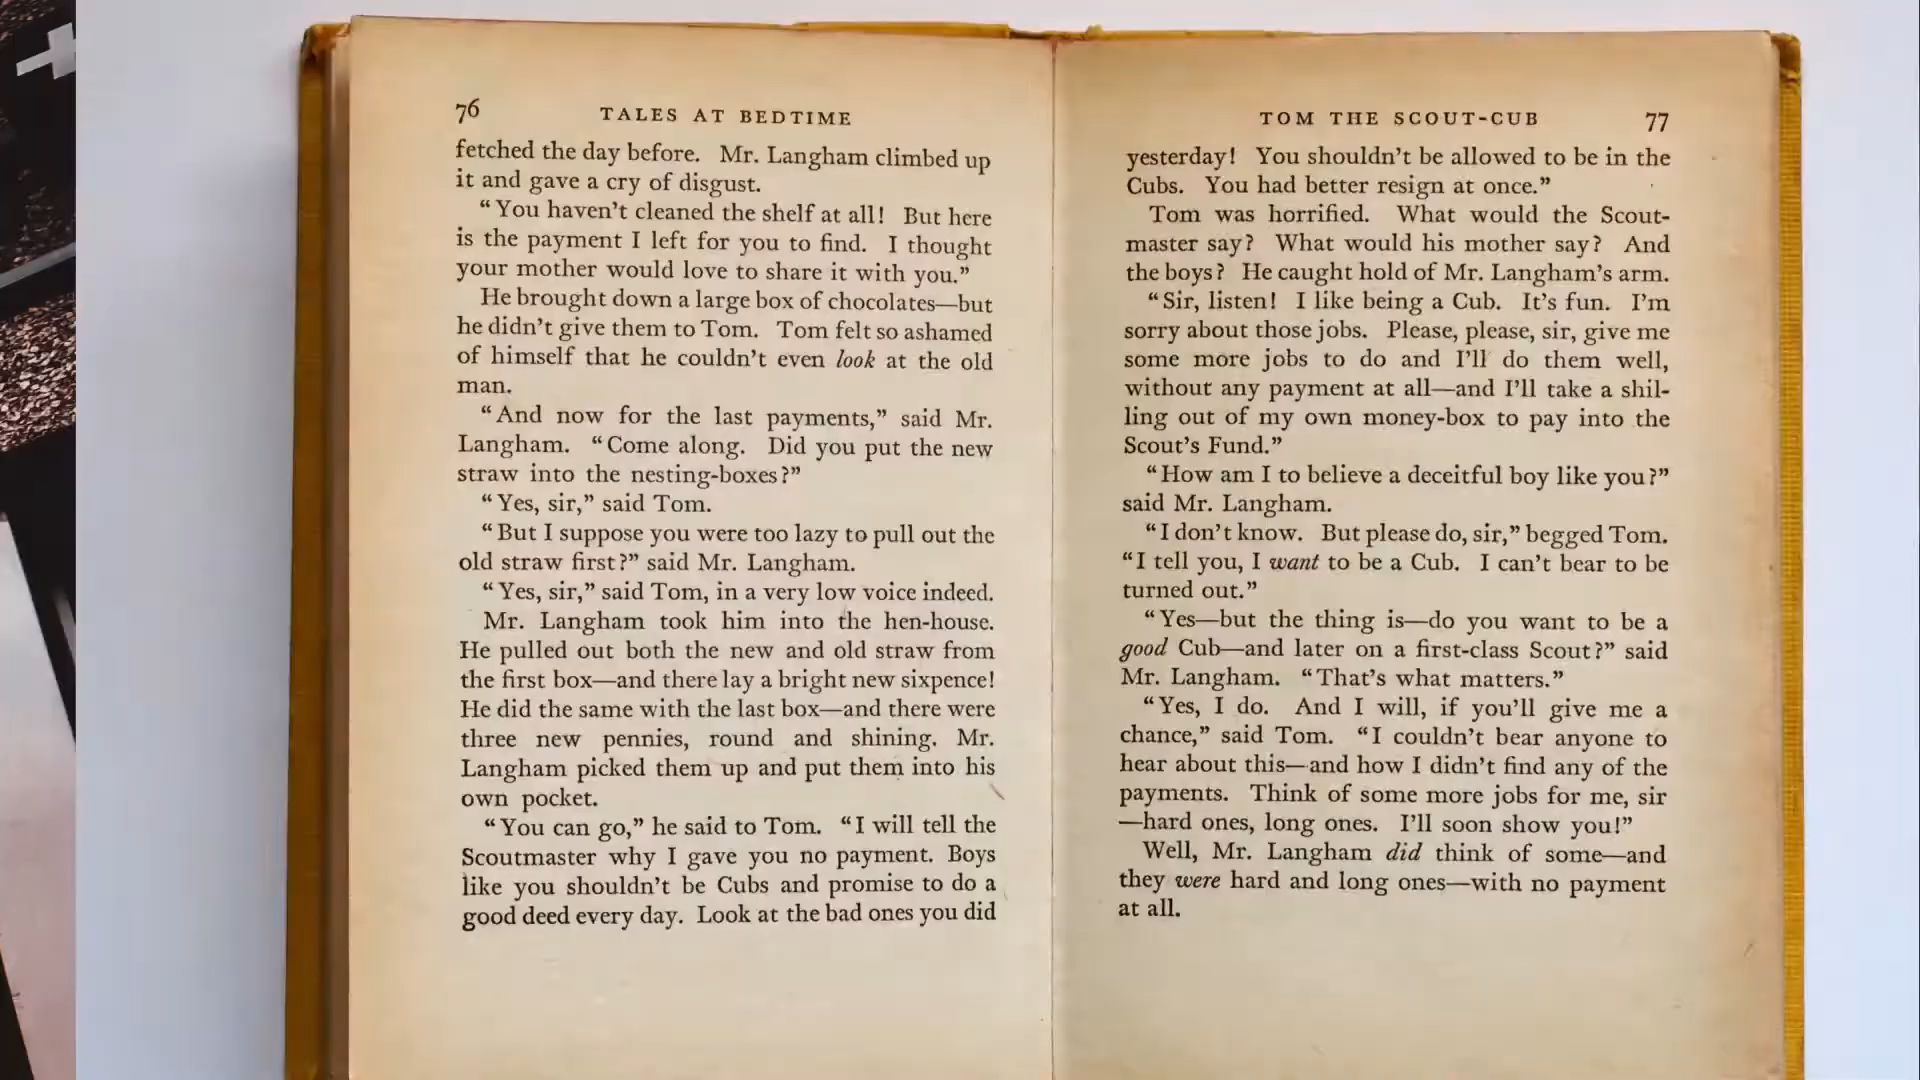 76 TALES AT BEDTIME
fetched the day before. Mr. Langham climbed up
it and gave a cry of disgust.
“You haven’t cleaned the shelf at all! But here
is the payment I left for you to find. I thought
your mother would love to share it with you.”
He brought down a large box of chocolates—but
he didn’t give them to Tom. Tom felt so ashamed
of himself that he couldn’t even look at the old
man.
“And now for the last payments,” said Mr.
Langham. “Come along. Did you put the new
straw into the nesting-boxes?”
“Yes, sir,” said Tom.
“But I suppose you were too lazy to pull out the
old straw first?” said Mr. Langham.
“Yes, sir,” said Tom, in a very low voice indeed.
Mr. Langham took him into the hen-house.
He pulled out both the new and old straw from
the first box—and there lay a bright new sixpence!
He did the same with the last box—and there were
three new pennies, round and shining. Mr.
Langham picked them up and put them into his
own pocket.
“You can go,” he said to Tom. “I will tell the
Scoutmaster why I gave you no payment. Boys
like you shouldn’t be Cubs and promise to do a
good deed every day. Look at the bad ones you did
TOM THE SCOUT-CUB 77
yesterday! You shouldn’t be allowed to be in the
Cubs. You had better resign at once.”
Tom was horrified. What would the Scout-
master say? What would his mother say? And
the boys? He caught hold of Mr. Langham’s arm.
“Sir, listen! I like being a Cub. It’s fun. I’m
sorry about those jobs. Please, please, sir, give me
some more jobs to do and I’ll do them well,
without any payment at all—and I’ll take a shil-
ling out of my own money-box to pay into the
Scout’s Fund.”
“How am I to believe a deceitful boy like you?”
said Mr. Langham.
“I don’t know. But please do, sir,” begged Tom.
“I tell you, I want to be a Cub. I can’t bear to be
turned out.”
“Yes—but the thing is—do you want to be a
good Cub—and later on a first-class Scout?” said
Mr. Langham. “That’s what matters.”
“Yes, I do. And I will, if you’ll give me a
chance,” said Tom. “I couldn’t bear anyone to
hear about this—and how I didn’t find any of the
payments. Think of some more jobs for me, sir
—hard ones, long ones. I’ll soon show you!”
Well, Mr. Langham did think of some—and
they were hard and long ones—with no payment
at all.